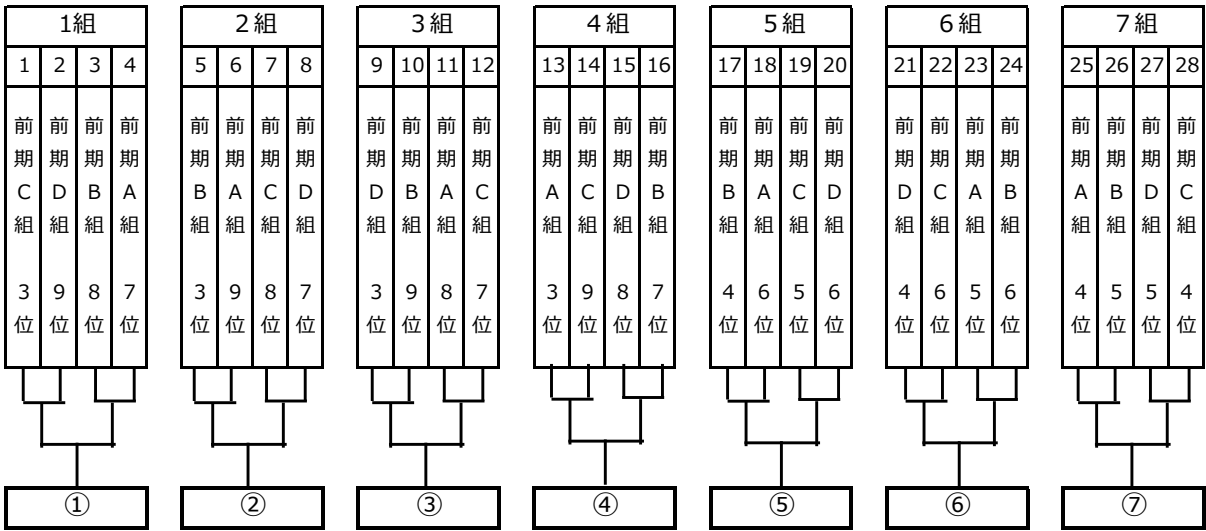 1組
1 2 3 4
前期C組3位 前期D組9位 前期B組8位 前期A組7位
①
2組
5 6 7 8
前期B組3位 前期A組9位 前期C組8位 前期D組7位
②
3組
9 10 11 12
前期D組3位 前期B組9位 前期A組8位 前期C組7位
③
4組
13 14 15 16
前期A組3位 前期C組9位 前期D組8位 前期B組7位
④
5組
17 18 19 20
前期B組4位 前期A組6位 前期C組5位 前期D組6位
⑤
6組
21 22 23 24
前期D組4位 前期C組6位 前期A組5位 前期B組6位
⑥
7組
25 26 27 28
前期A組4位 前期B組5位 前期D組5位 前期C組4位
⑦